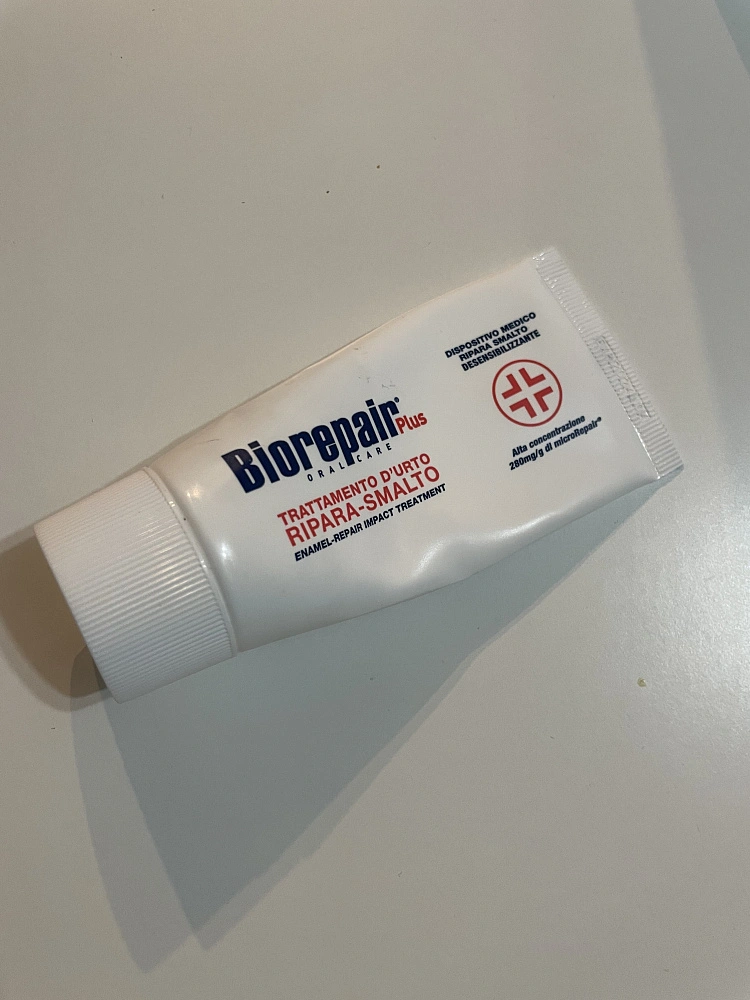 Biorepair® Plus
ORAL CARE
TRATTAMENTO D'URTO
RIPARA-SMALTO
ENAMEL-REPAIR IMPACT TREATMENT
DISPOSITIVO MEDICO
RIPARA SMALTO
DESENSIBILIZZANTE
Alta concentrazione
280mg/g di microRepair®